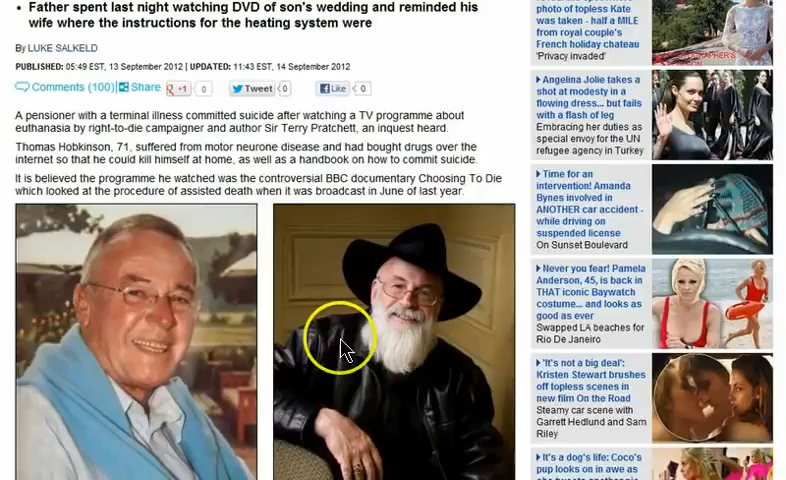 Father spent last night watching DVD of son's wedding and reminded his
wife where the instructions for the heating system were
By LUKE SALKELD
PUBLISHED: 05:49 EST, 13 September 2012 | UPDATED: 11:43 EST, 14 September 2012
Comments (100) Share +1 0 Tweet 0 Like 0
A pensioner with a terminal illness committed suicide after watching a TV programme about
euthanasia by right-to-die campaigner and author Sir Terry Pratchett, an inquest heard.
Thomas Hobkinson, 71, suffered from motor neurone disease and had bought drugs over the
internet so that he could kill himself at home, as well as a handbook on how to commit suicide.
It is believed the programme he watched was the controversial BBC documentary Choosing To Die
which looked at the procedure of assisted death when it was broadcast in June of last year.
photo of topless Kate
was taken - half a MILE
from royal couple's
French holiday chateau
'Privacy invaded'
Angelina Jolie takes a
shot at modesty in a
flowing dress... but fails
with a flash of leg
Embracing her duties as
special envoy for the UN
refugee agency in Turkey
Time for an
intervention! Amanda
Bynes involved in
ANOTHER car accident -
while driving on
suspended license
On Sunset Boulevard
Never you fear! Pamela
Anderson, 45, is back in
THAT iconic Baywatch
costume... and looks as
good as ever
Swapped LA beaches for
Rio De Janeiro
'It's not a big deal':
Kristen Stewart brushes
off topless scenes in
new film On the Road
Steamy car scene with
Garrett Hedlund and Sam
Riley
It's a dog's life: Coco's
pup looks on in awe as